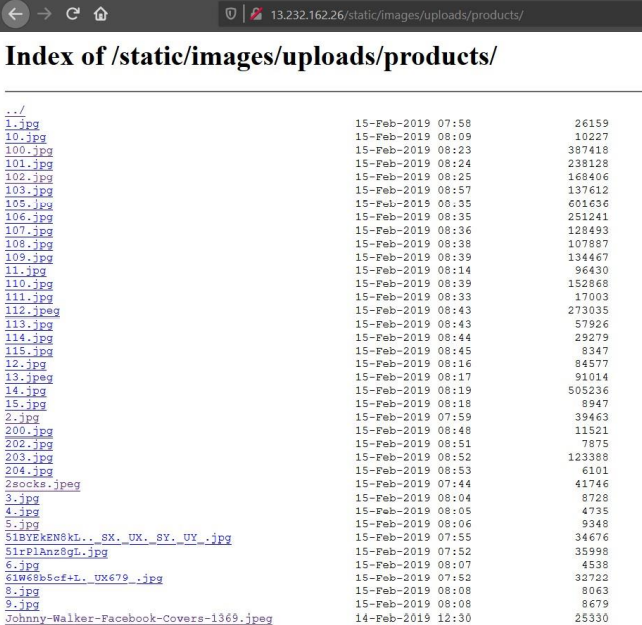 13.232.162.26/static/images/uploads/products/
Index of /static/images/uploads/products/
../
1.jpg 15-Feb-2019 07:58 26159
10.jpg 15-Feb-2019 08:09 10227
100.jpg 15-Feb-2019 08:23 387418
101.jpg 15-Feb-2019 08:24 238128
102.jpg 15-Feb-2019 08:25 168406
103.jpg 15-Feb-2019 08:57 137612
105.jpg 15-Feb-2019 08:35 601636
106.jpg 15-Feb-2019 08:35 251241
107.jpg 15-Feb-2019 08:36 128493
108.jpg 15-Feb-2019 08:38 107887
109.jpg 15-Feb-2019 08:39 134467
11.jpg 15-Feb-2019 08:14 96430
110.jpg 15-Feb-2019 08:39 152868
111.jpg 15-Feb-2019 08:33 17003
112.jpeg 15-Feb-2019 08:43 273035
113.jpg 15-Feb-2019 08:43 57926
114.jpg 15-Feb-2019 08:44 29279
115.jpg 15-Feb-2019 08:45 8347
12.jpg 15-Feb-2019 08:16 84577
13.jpeg 15-Feb-2019 08:17 91014
14.jpg 15-Feb-2019 08:19 505236
15.jpg 15-Feb-2019 08:18 8947
2.jpg 15-Feb-2019 07:59 39463
200.jpg 15-Feb-2019 08:48 11521
202.jpg 15-Feb-2019 08:51 7875
203.jpg 15-Feb-2019 08:52 123388
204.jpg 15-Feb-2019 08:53 6101
2socks.jpeg 15-Feb-2019 07:44 41746
3.jpg 15-Feb-2019 08:04 8728
4.jpg 15-Feb-2019 08:05 4735
5.jpg 15-Feb-2019 08:06 9348
51BYEkEN8kL.._SX._UX._SY._UY_.jpg 15-Feb-2019 07:55 34676
51rPlAnz8gL.jpg 15-Feb-2019 07:52 35998
6.jpg 15-Feb-2019 08:07 4538
61W68b5cf+L._UX679_.jpg 15-Feb-2019 07:52 32722
8.jpg 15-Feb-2019 08:08 8063
9.jpg 15-Feb-2019 08:08 8679
Johnny-Walker-Facebook-Covers-1369.jpeg 14-Feb-2019 12:30 25330